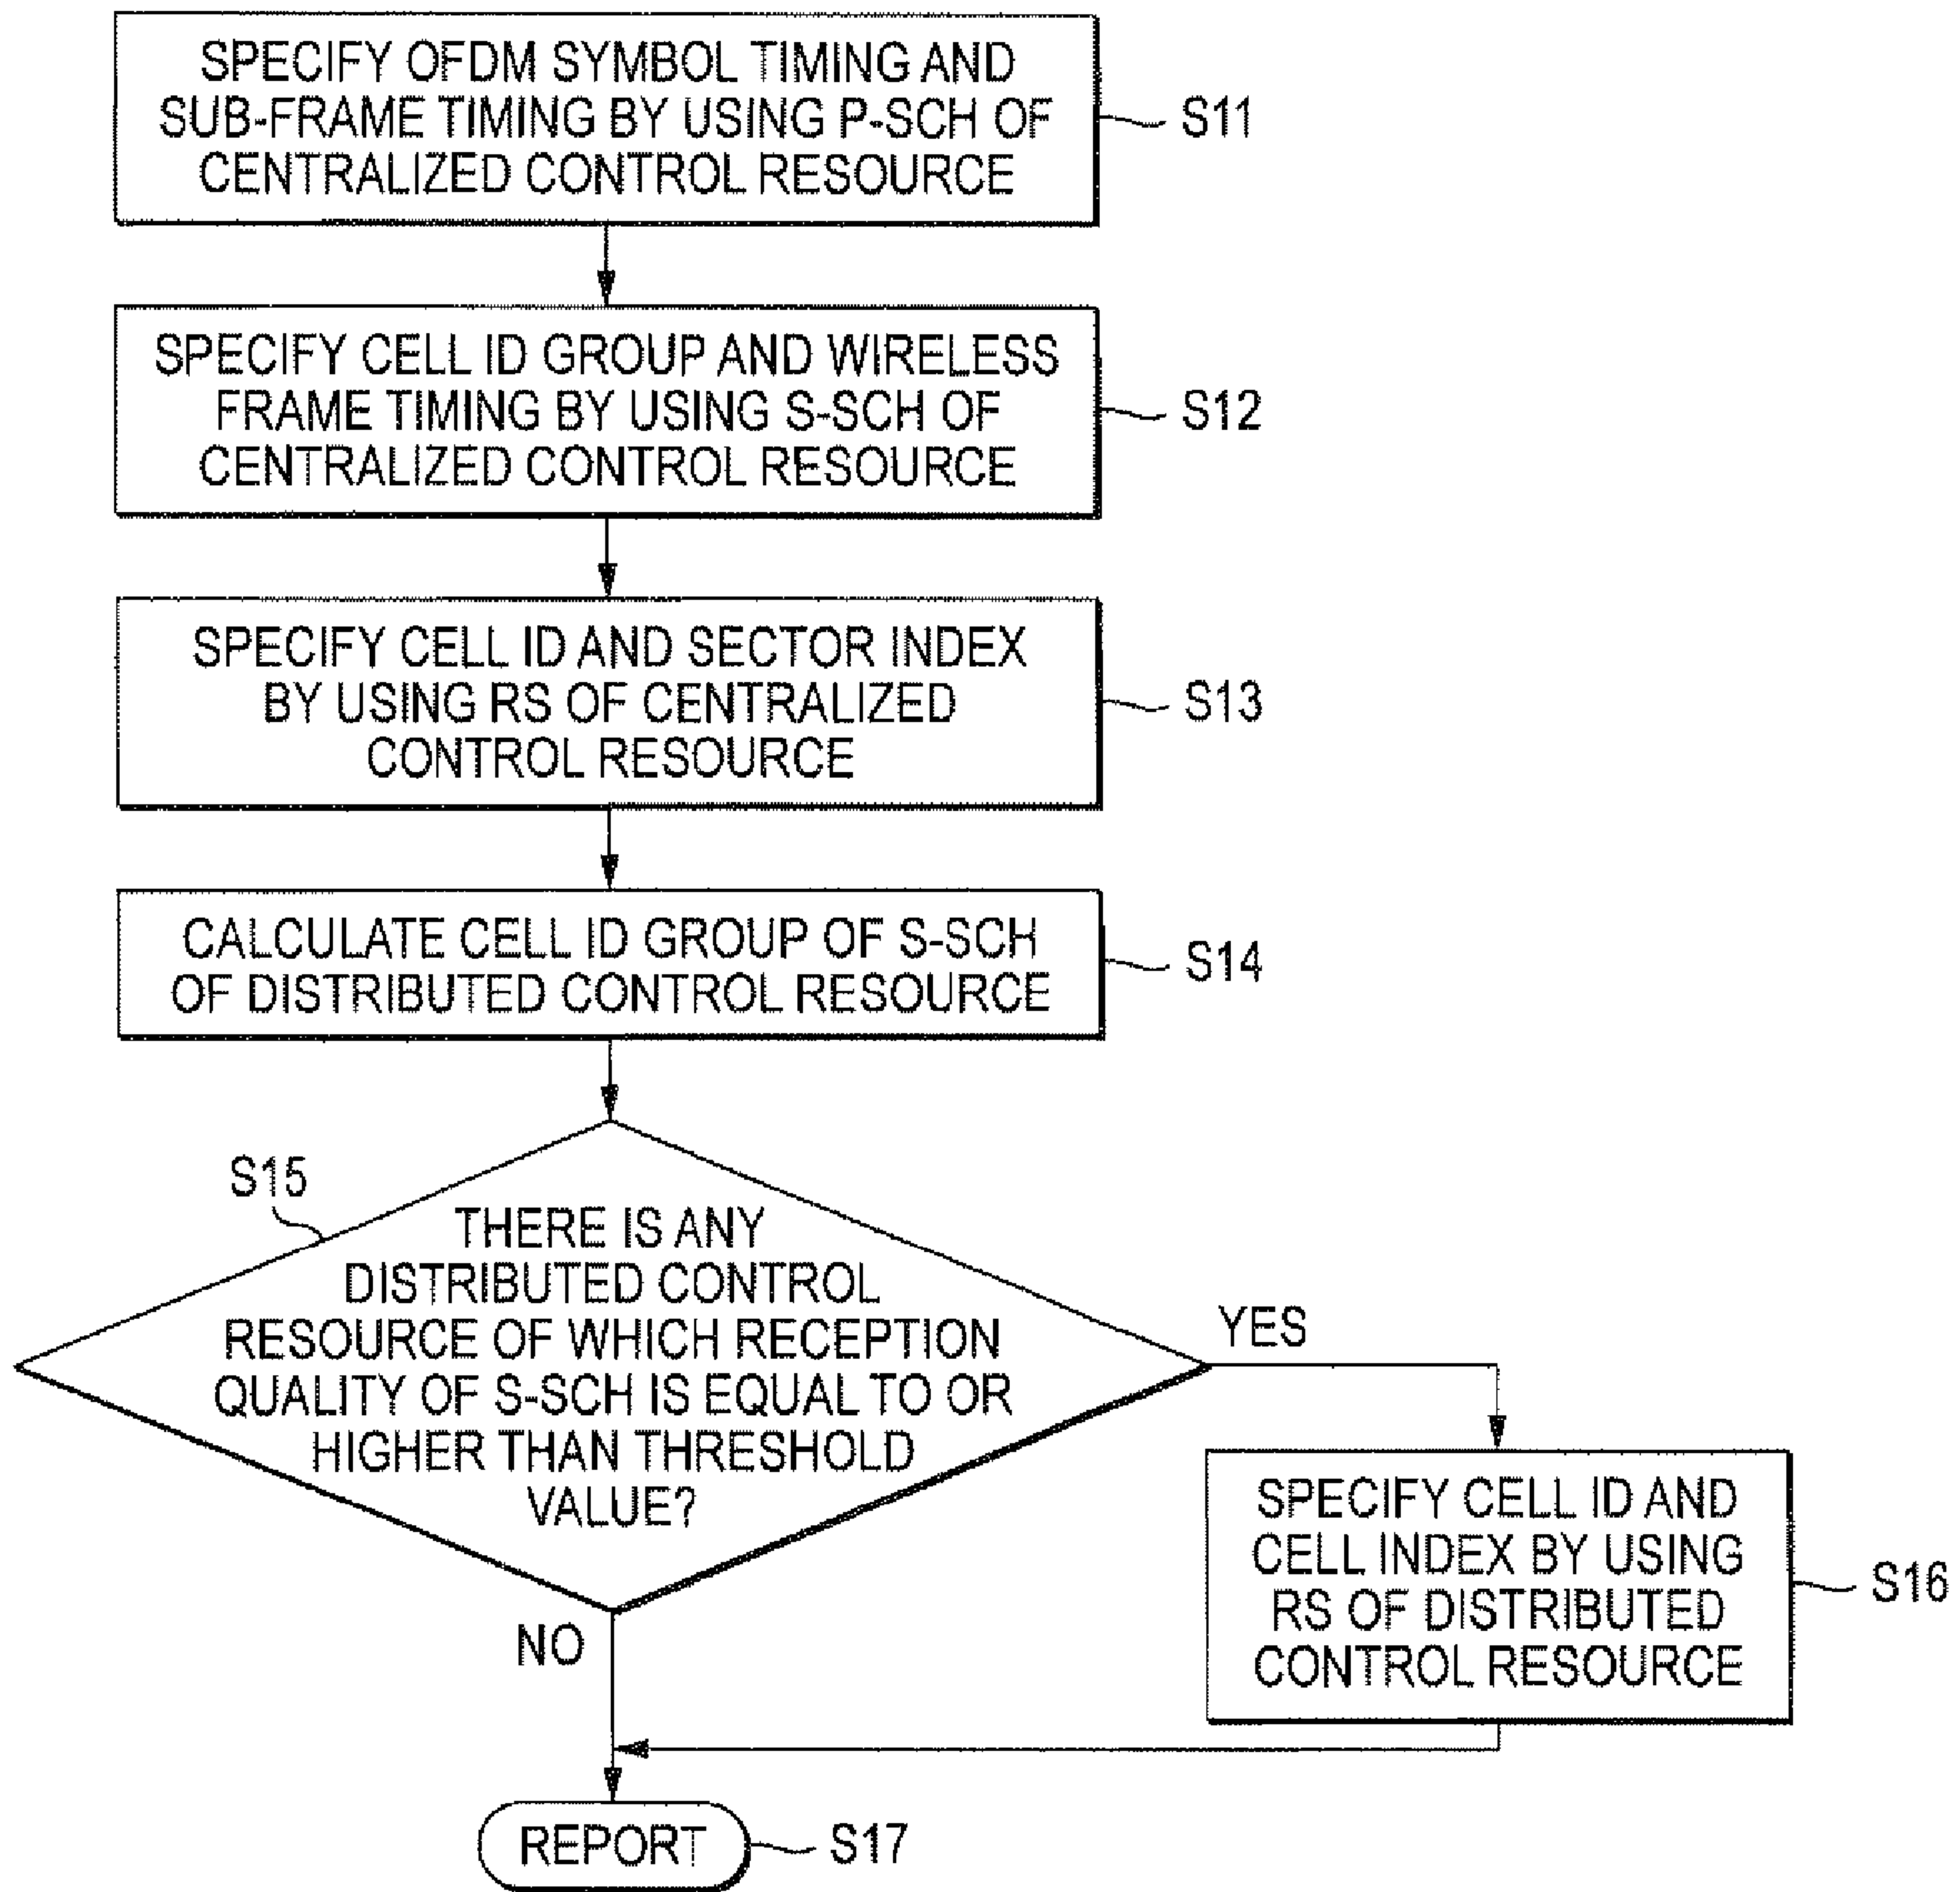 SPECIFY OFDM SYMBOL TIMING AND
SUB-FRAME TIMING BY USING P-SCH OF
CENTRALIZED CONTROL RESOURCE
S11
SPECIFY CELL ID GROUP AND WIRELESS
FRAME TIMING BY USING S-SCH OF
CENTRALIZED CONTROL RESOURCE
S12
SPECIFY CELL ID AND SECTOR INDEX
BY USING RS OF CENTRALIZED
CONTROL RESOURCE
S13
CALCULATE CELL ID GROUP OF S-SCH
OF DISTRIBUTED CONTROL RESOURCE
S14
S15
THERE IS ANY
DISTRIBUTED CONTROL
RESOURCE OF WHICH RECEPTION
QUALITY OF S-SCH IS EQUAL TO OR
HIGHER THAN THRESHOLD
VALUE?
YES
NO
SPECIFY CELL ID AND
CELL INDEX BY USING
RS OF DISTRIBUTED
CONTROL RESOURCE
S16
REPORT
S17